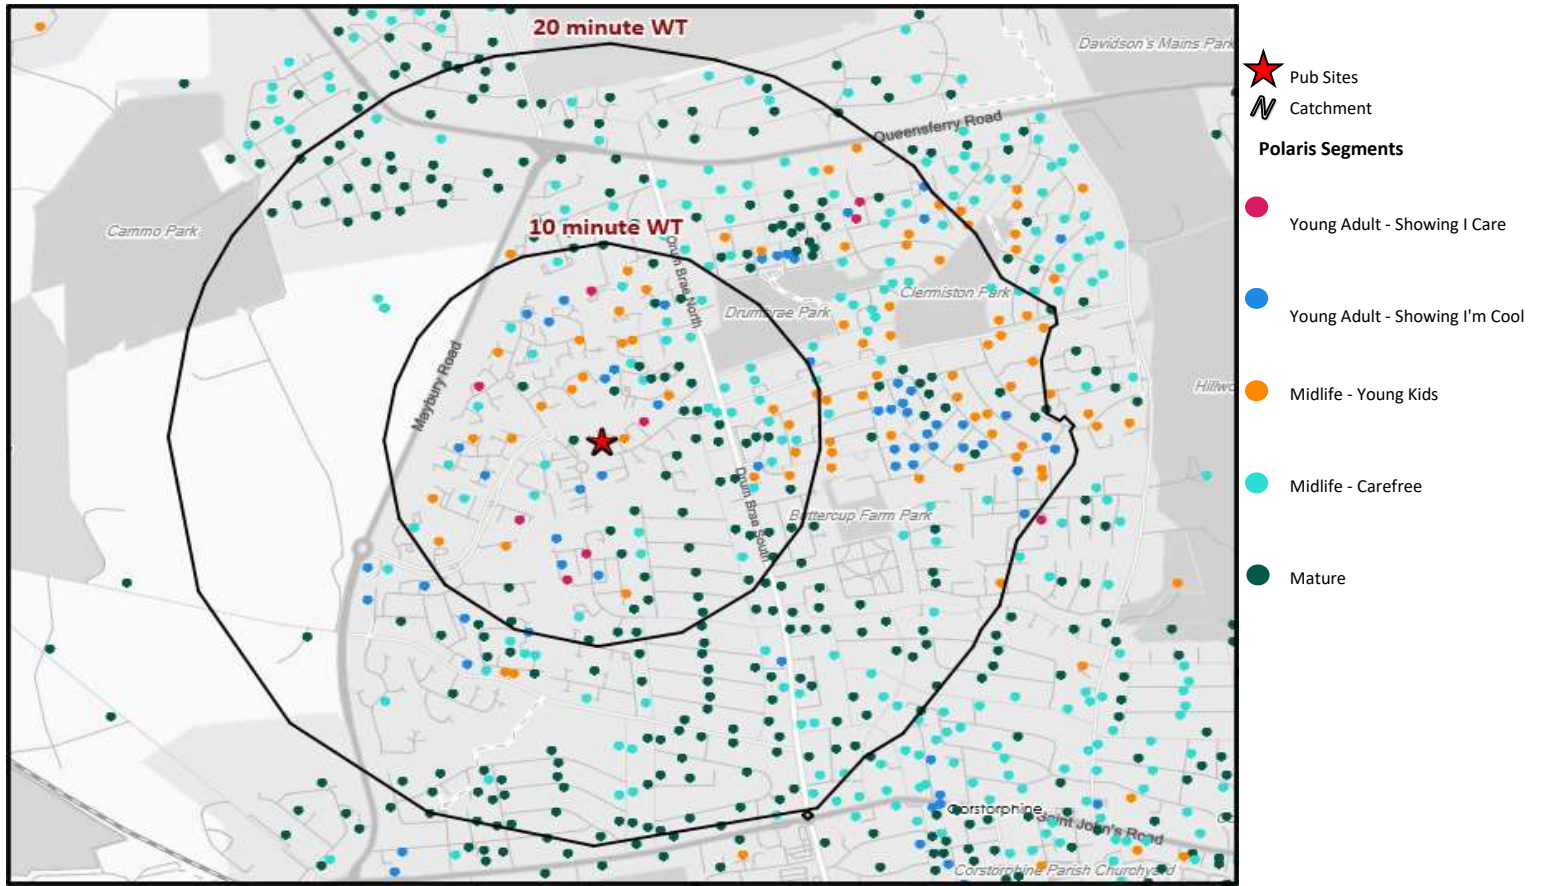 20 minute WT
Davidson's Mains Park
Queensferry Road
Cammo Park
10 minute WT
Drum Brae North
Clermiston Park
Drumbrae Park
Maybury Road
Hillwo
Drum Brae South
Buttercup Farm Park
Corstorphine
Saint John's Road
C
Corstorphine Parish Churchyard
Pub Sites
Catchment
Polaris Segments
Young Adult - Showing I Care
Young Adult - Showing I'm Cool
Midlife - Young Kids
Midlife - Carefree
Mature